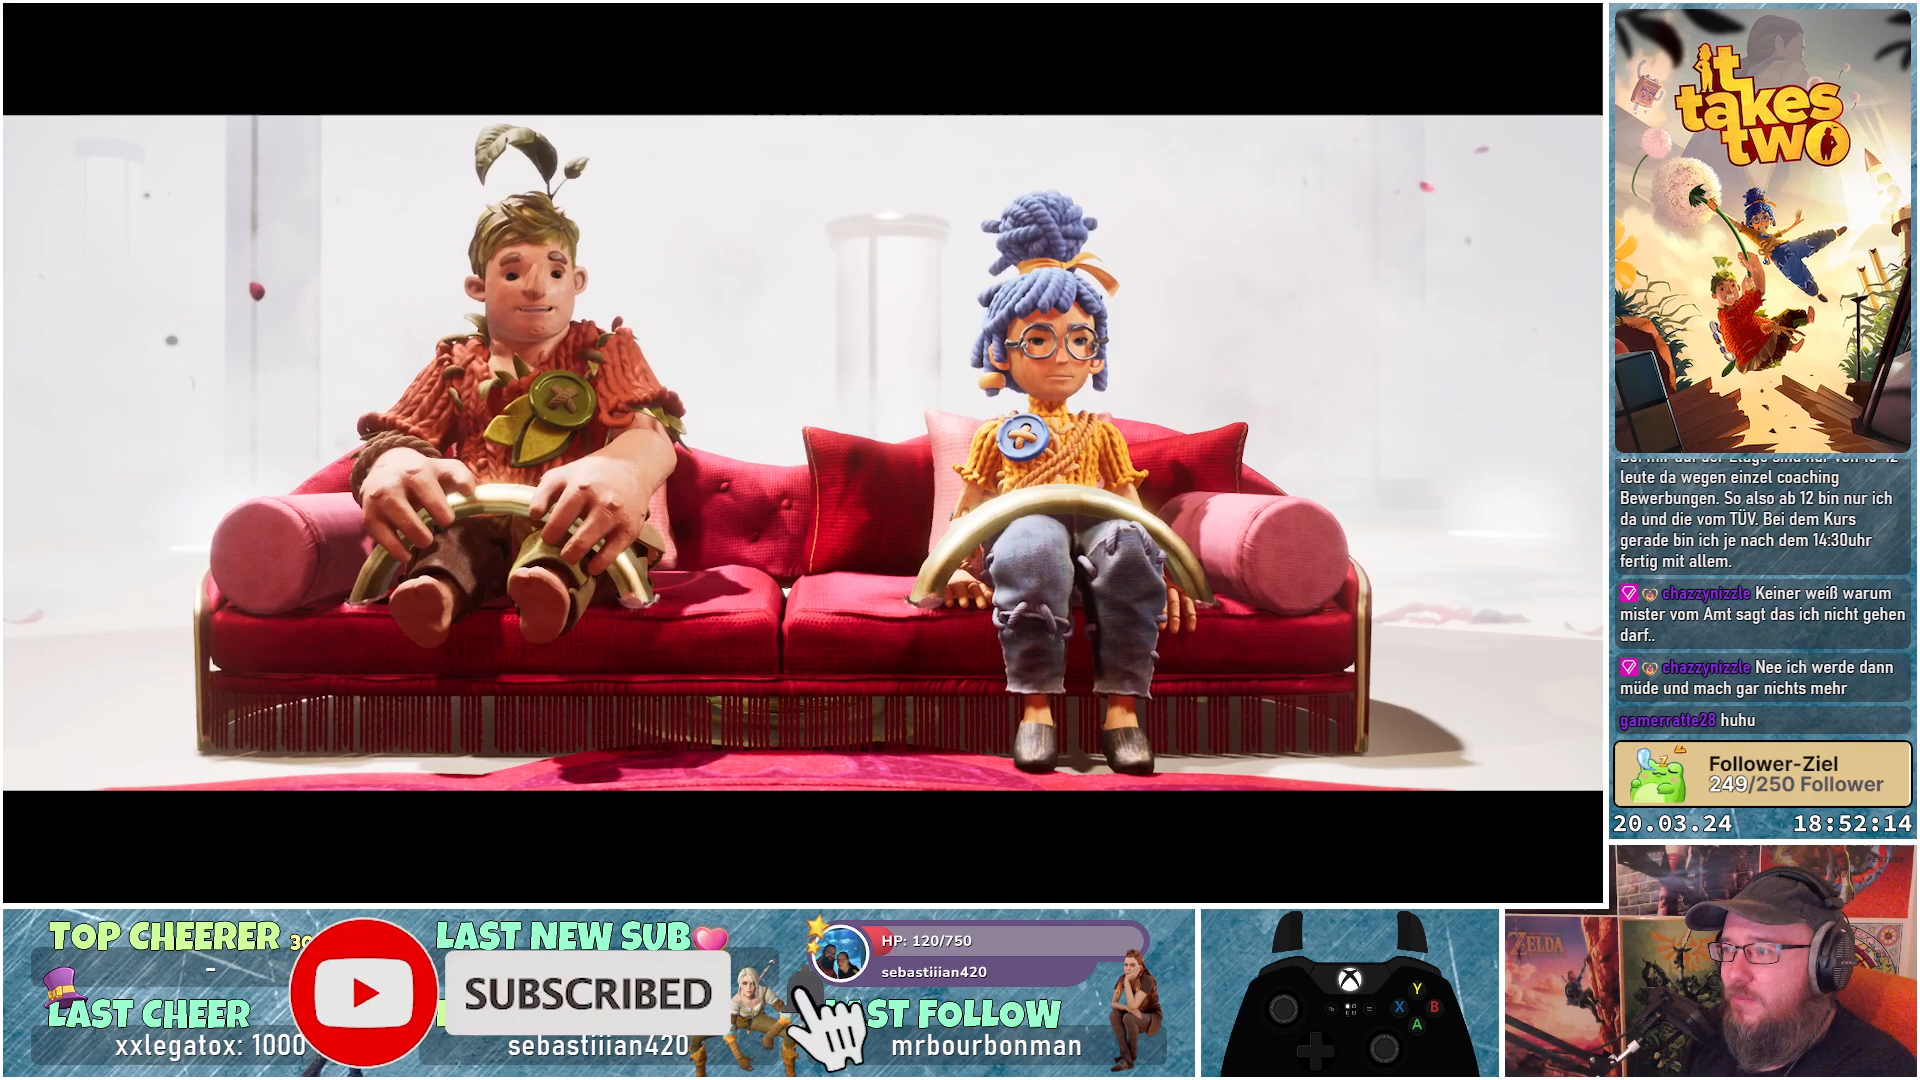 it
takes
two
leute da wegen einzel coaching
Bewerbungen. So also ab 12 bin nur ich
da und die vom TÜV. Bei dem Kurs
gerade bin ich je nach dem 14:30uhr
fertig mit allem.
chazzynizzle Keiner weiß warum
mister vom Amt sagt das ich nicht gehen
darf..
chazzynizzle Nee ich werde dann
müde und mach gar nichts mehr
gamerratte28 huhu
Follower-Ziel
249/250 Follower
20.03.24 18:52:14
TOP CHEERER
-
LAST CHEER
xxlegatox: 1000
LAST NEW SUB
SUBSCRIBED
sebastiiian420
HP: 120/750
sebastiiian420
ST FOLLOW
mrbourbonman
Y
X B
A
ZELDA